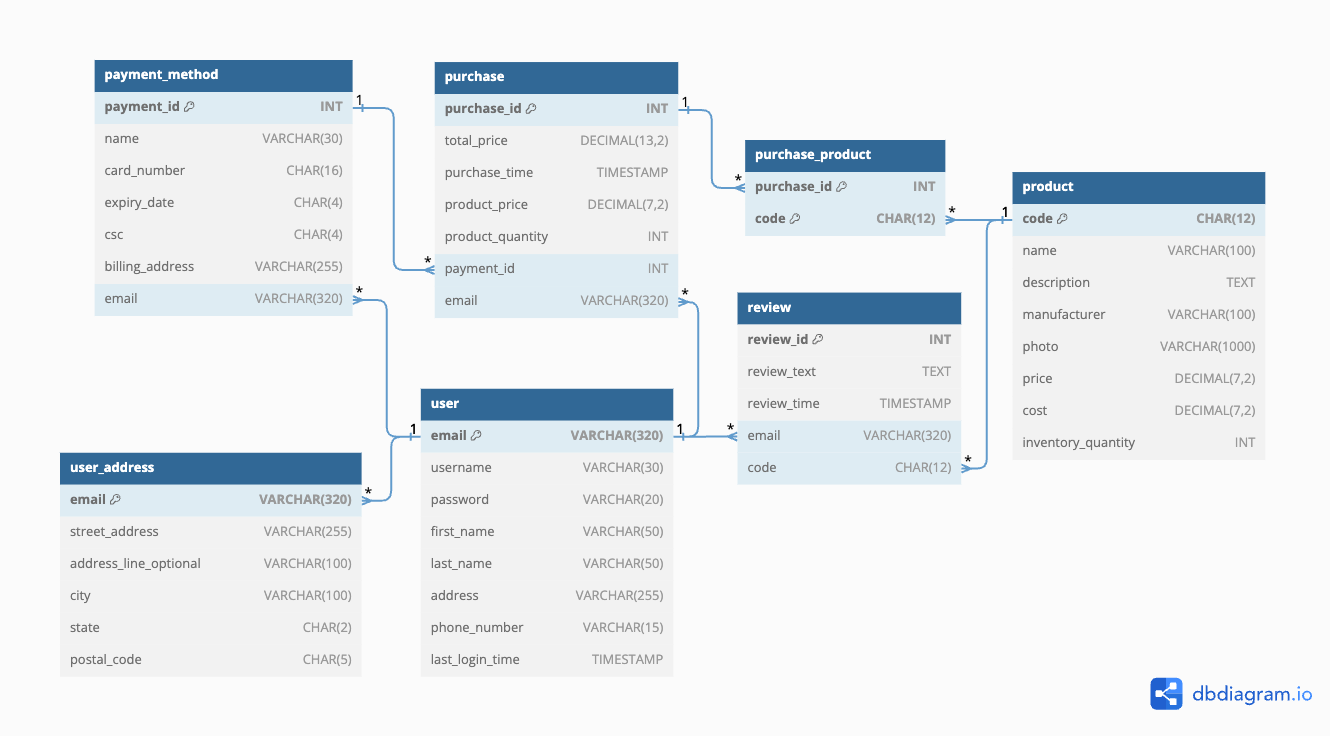 payment_method
payment_id INT
name VARCHAR(30)
card_number CHAR(16)
expiry_date CHAR(4)
csc CHAR(4)
billing_address VARCHAR(255)
email VARCHAR(320)
1
*
purchase
purchase_id INT
total_price DECIMAL(13,2)
purchase_time TIMESTAMP
product_price DECIMAL(7,2)
product_quantity INT
payment_id INT
email VARCHAR(320)
*
1
*
purchase_product
purchase_id INT
code CHAR(12)
*
*
product
code CHAR(12)
name VARCHAR(100)
description TEXT
manufacturer VARCHAR(100)
photo VARCHAR(1000)
price DECIMAL(7,2)
cost DECIMAL(7,2)
inventory_quantity INT
1
review
review_id INT
review_text TEXT
review_time TIMESTAMP
email VARCHAR(320)
code CHAR(12)
*
*
user
email VARCHAR(320)
username VARCHAR(30)
password VARCHAR(20)
first_name VARCHAR(50)
last_name VARCHAR(50)
address VARCHAR(255)
phone_number VARCHAR(15)
last_login_time TIMESTAMP
1
1
user_address
email VARCHAR(320)
street_address VARCHAR(255)
address_line_optional VARCHAR(100)
city VARCHAR(100)
state CHAR(2)
postal_code CHAR(5)
*
dbdiagram.io